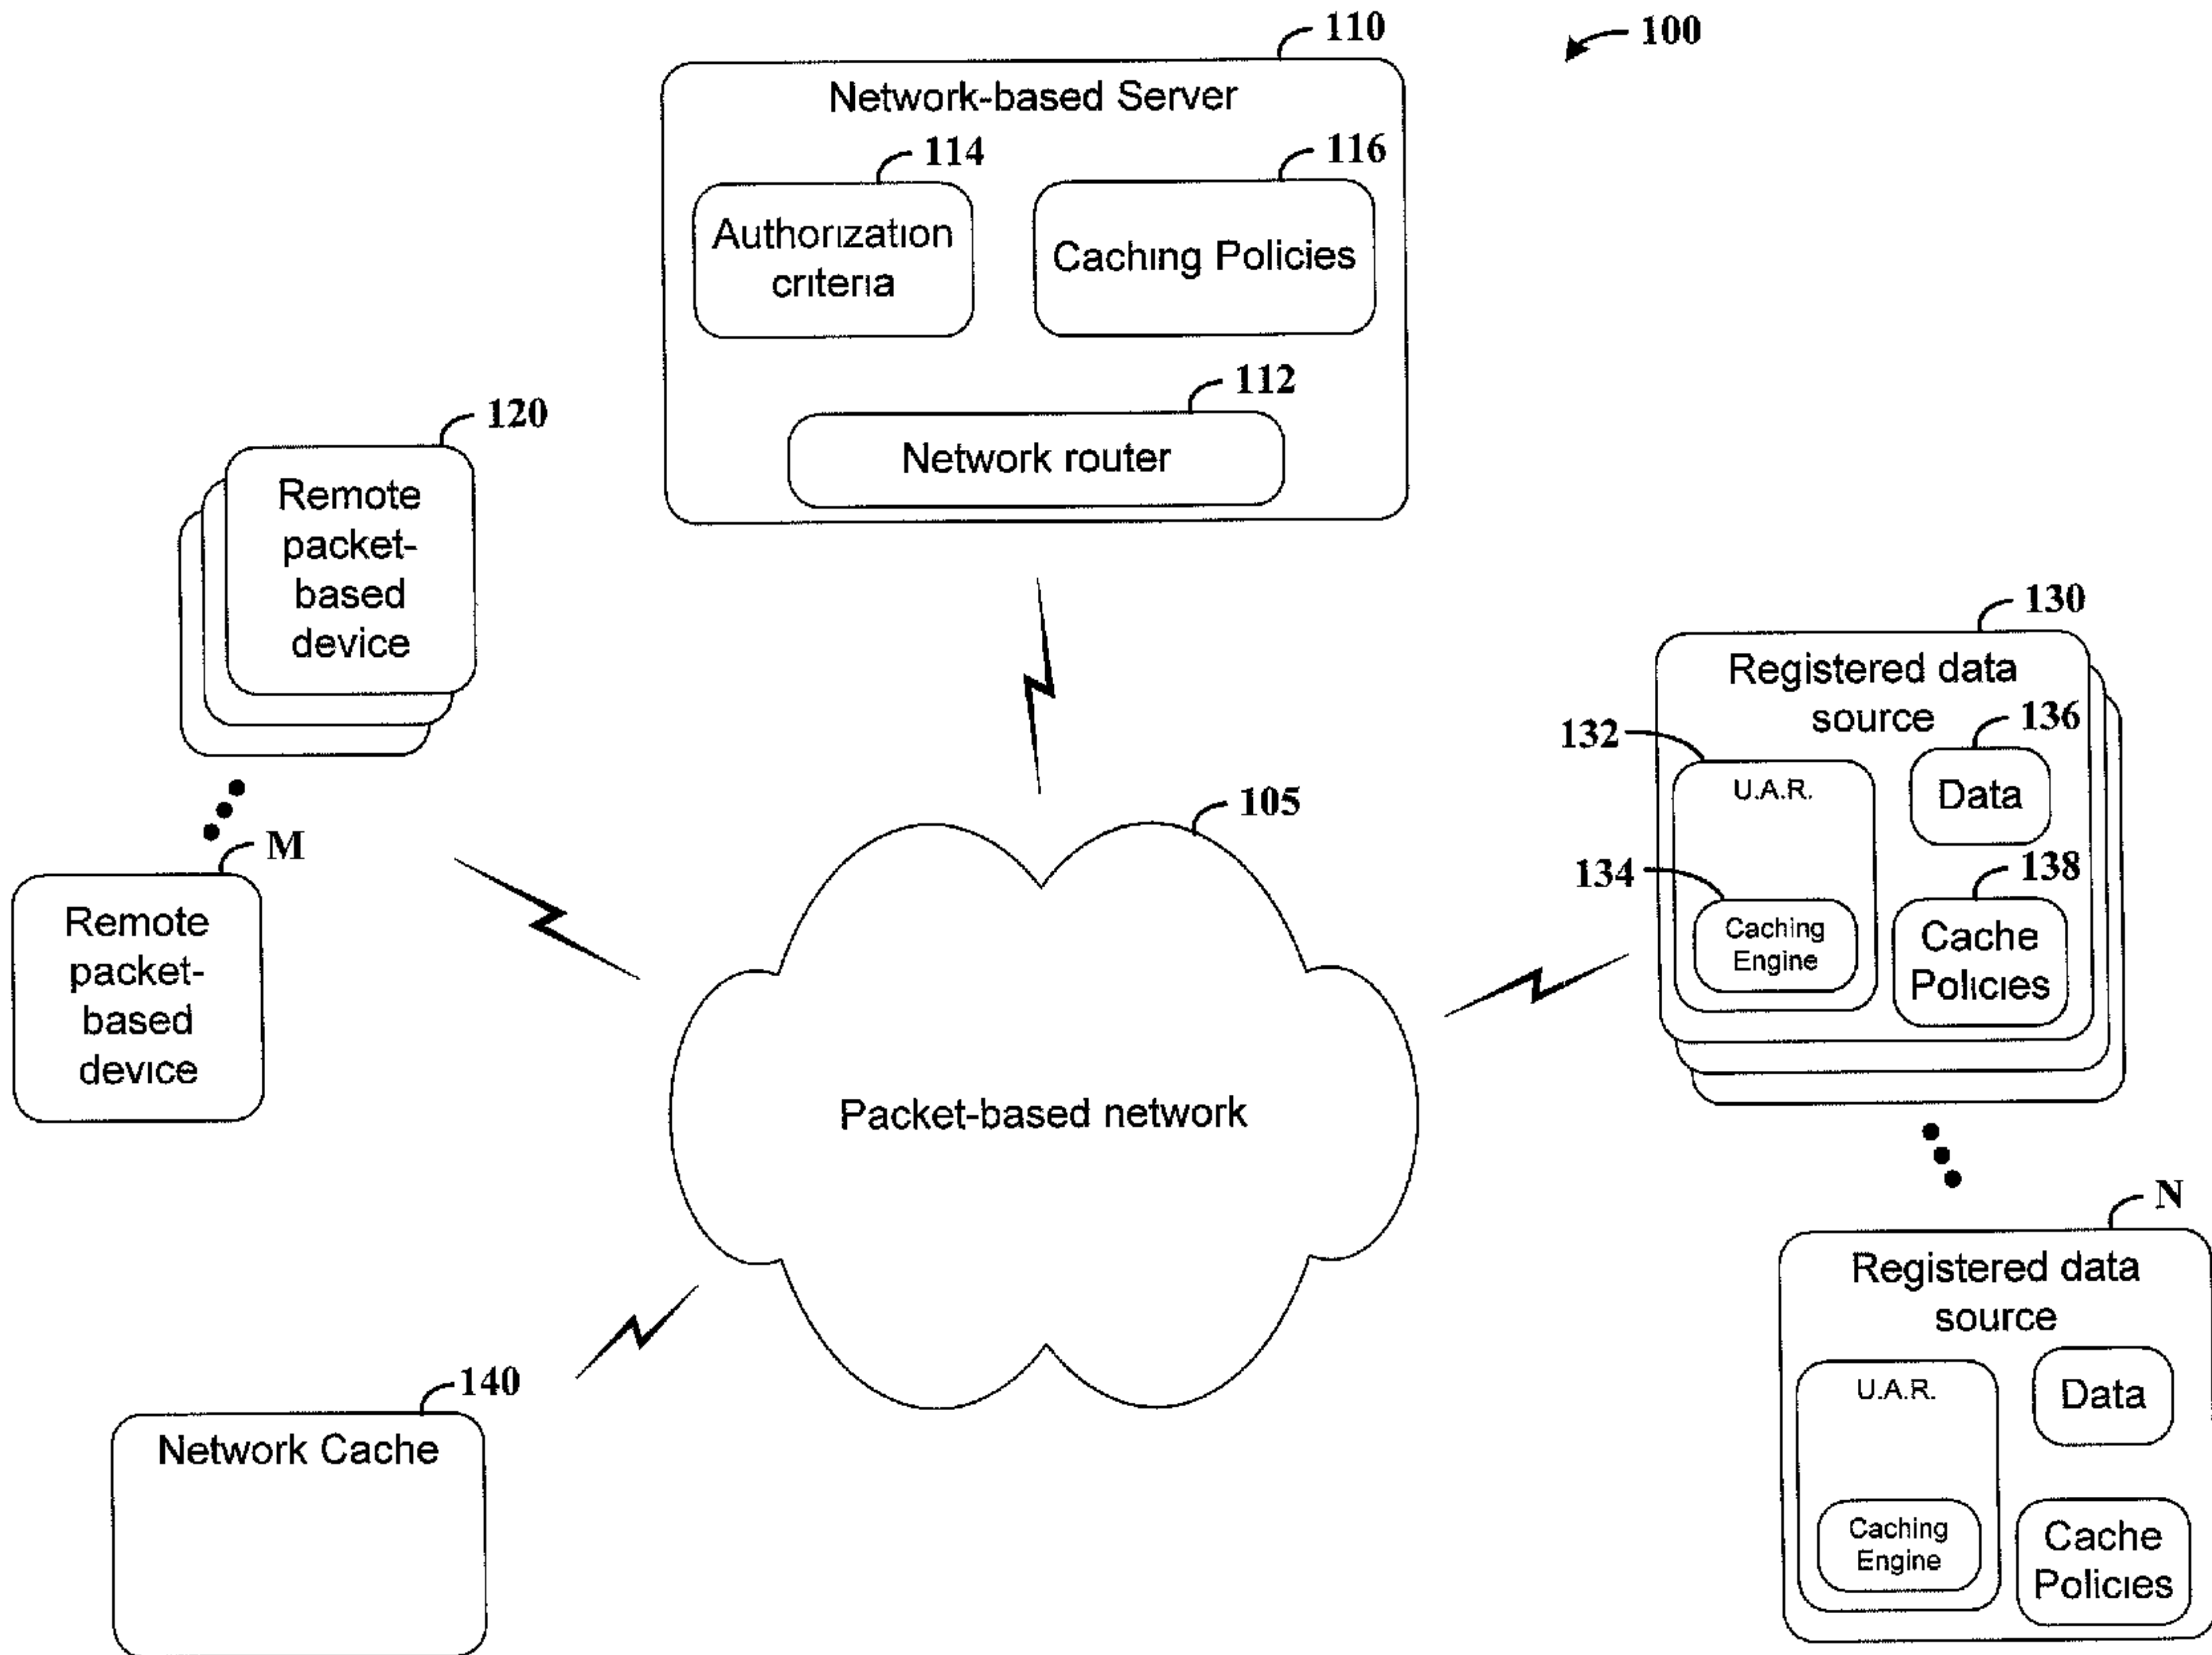 110
100
Network-based Server
114
116
Authorization
criteria
Caching Policies
112
Network router
120
Remote
packet-
based
device
M
Remote
packet-
based
device
105
Packet-based network
130
Registered data
source
132
136
U.A.R.
Data
134
138
Caching
Engine
Cache
Policies
N
Registered data
source
U.A.R.
Data
Caching
Engine
Cache
Policies
140
Network Cache